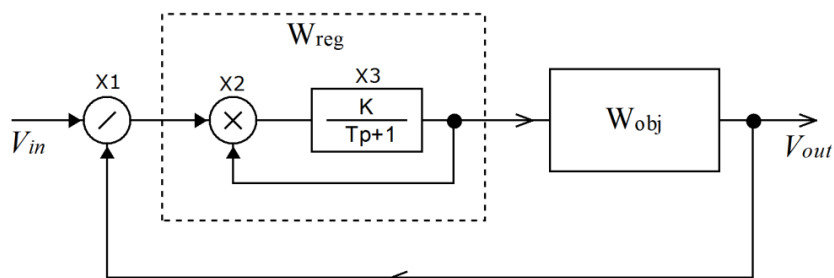 W_reg
X1
X2
X3
/
×
K
Tp+1
W_obj
V_in
V_out